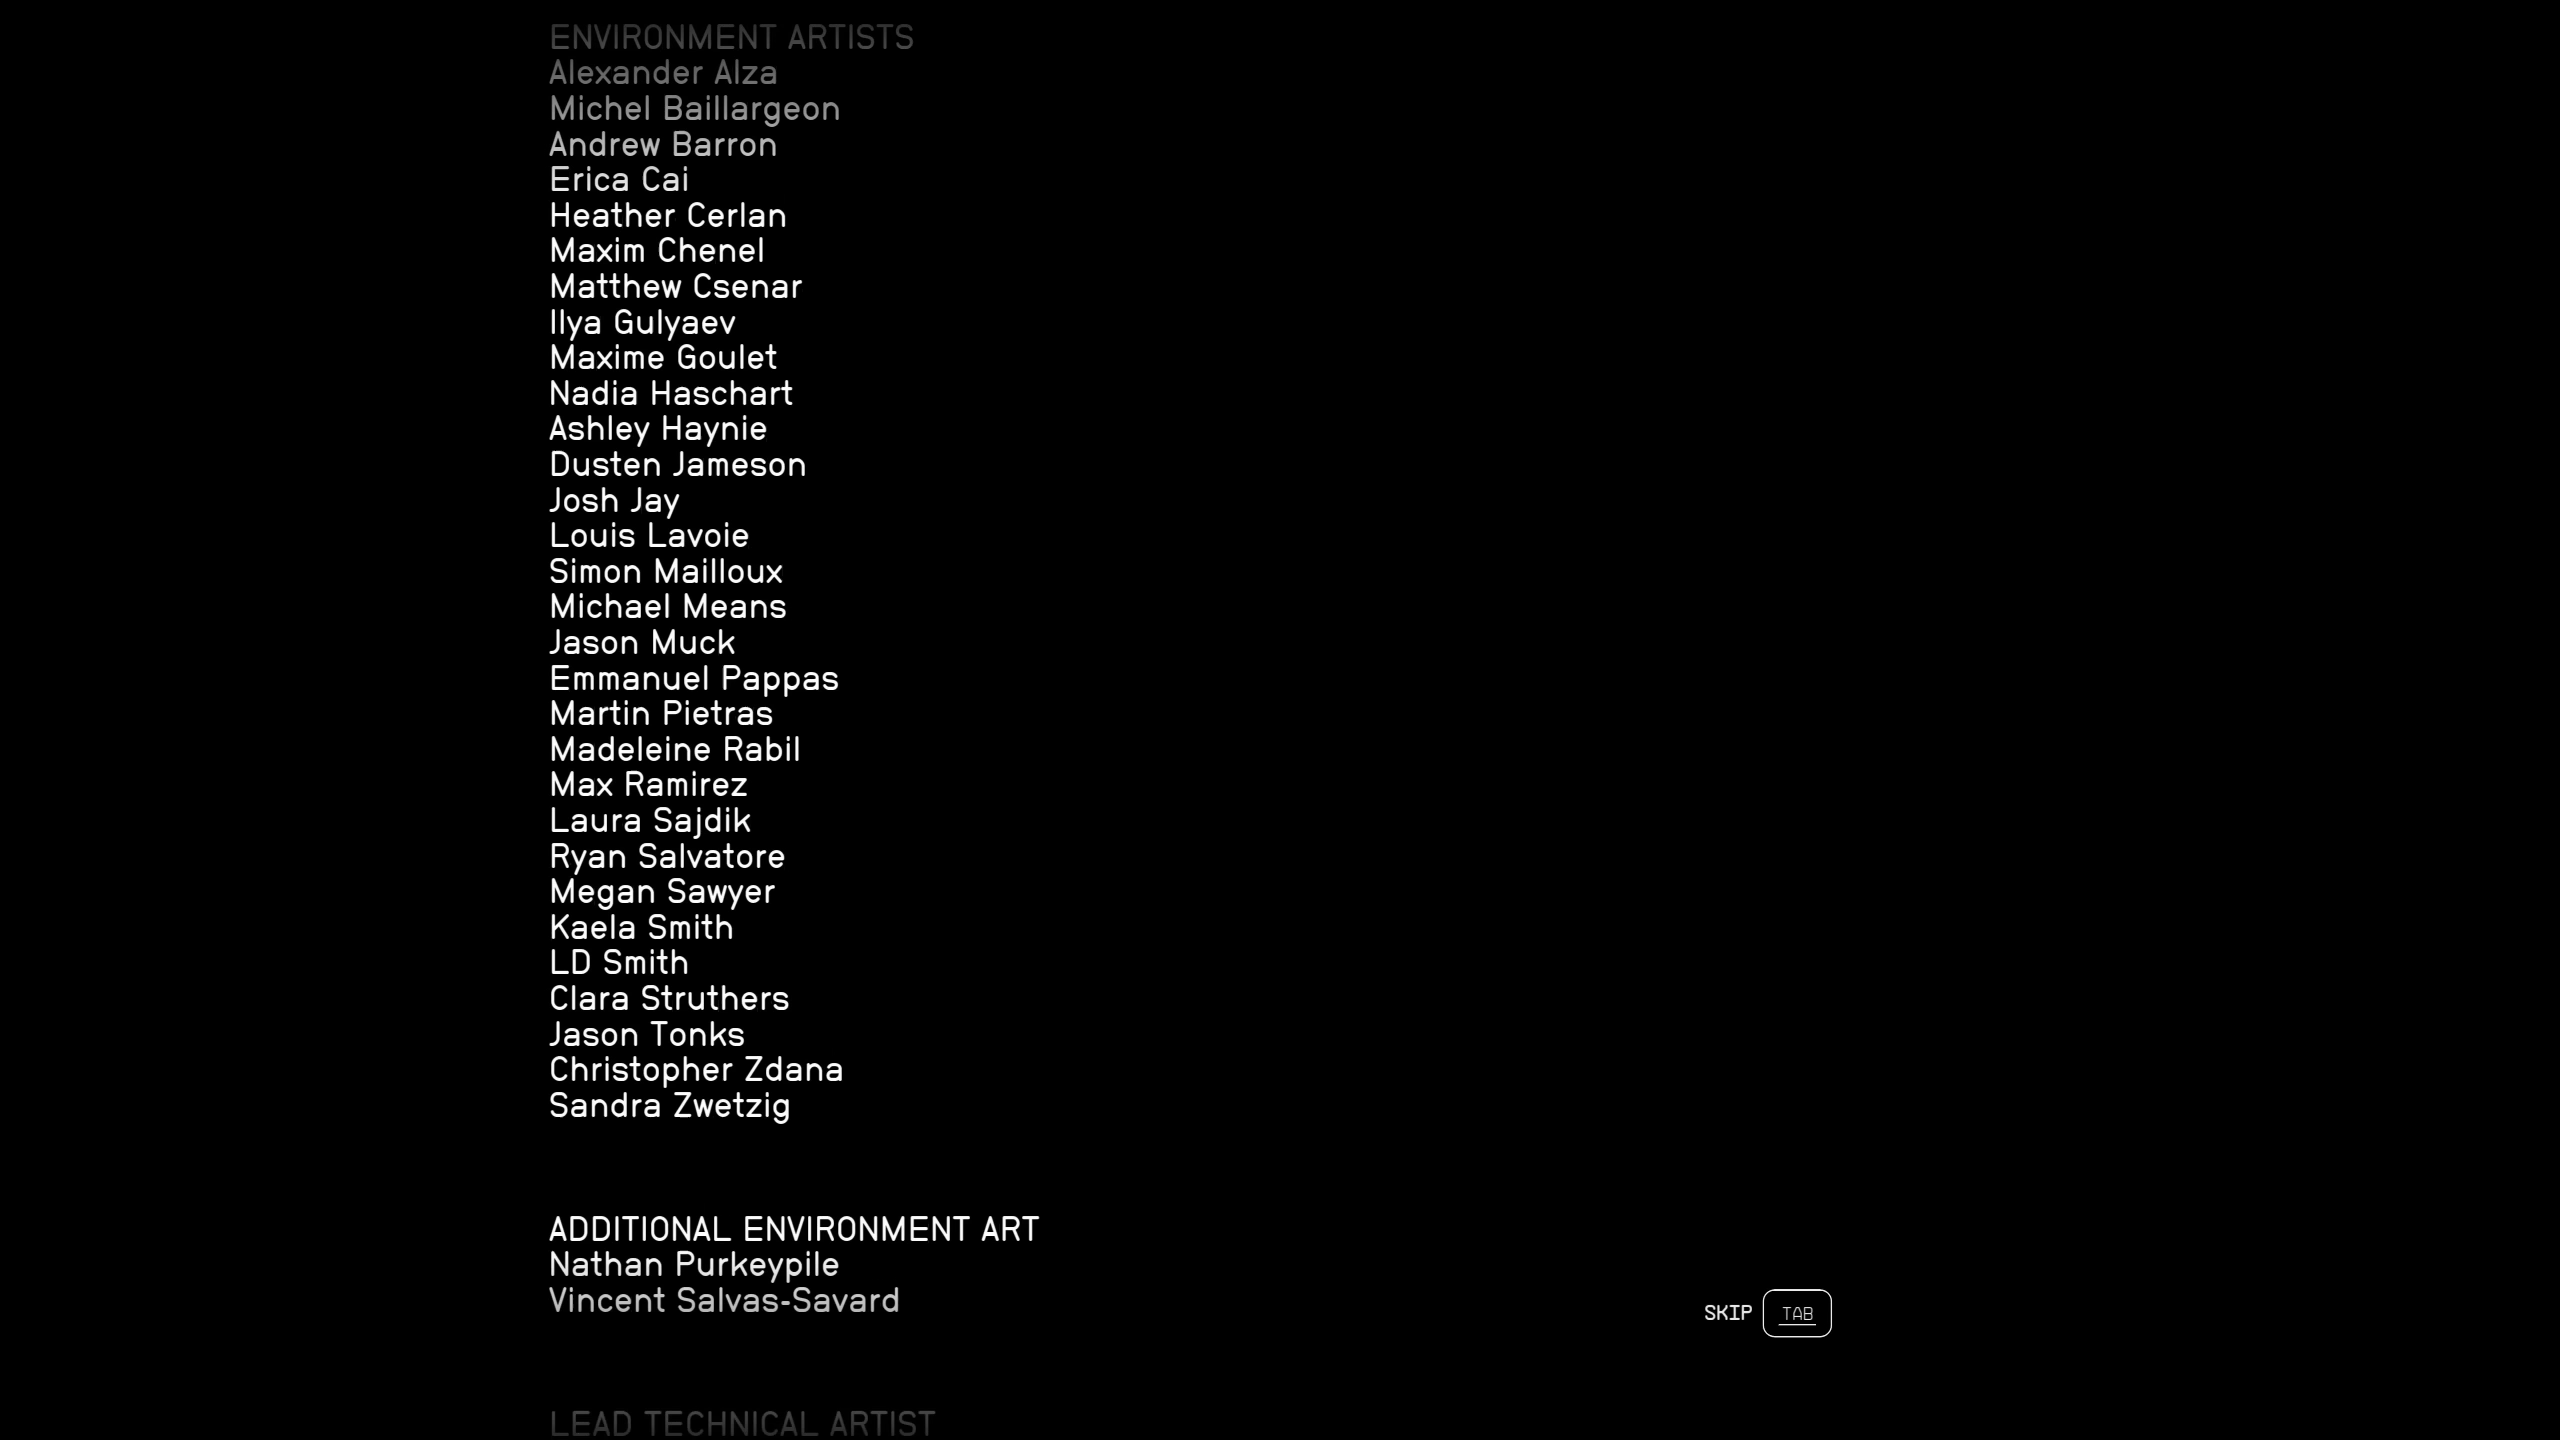 ENVIRONMENT ARTISTS
Alexander Alza
Michel Baillargeon
Andrew Barron
Erica Cai
Heather Cerlan
Maxim Chenel
Matthew Csenar
Ilya Gulyaev
Maxime Goulet
Nadia Haschart
Ashley Haynie
Dusten Jameson
Josh Jay
Louis Lavoie
Simon Mailloux
Michael Means
Jason Muck
Emmanuel Pappas
Martin Pietras
Madeleine Rabil
Max Ramirez
Laura Sajdik
Ryan Salvatore
Megan Sawyer
Kaela Smith
LD Smith
Clara Struthers
Jason Tonks
Christopher Zdana
Sandra Zwetzig
ADDITIONAL ENVIRONMENT ART
Nathan Purkeypile
Vincent Salvas-Savard
SKIP TAB
LEAD TECHNICAL ARTIST